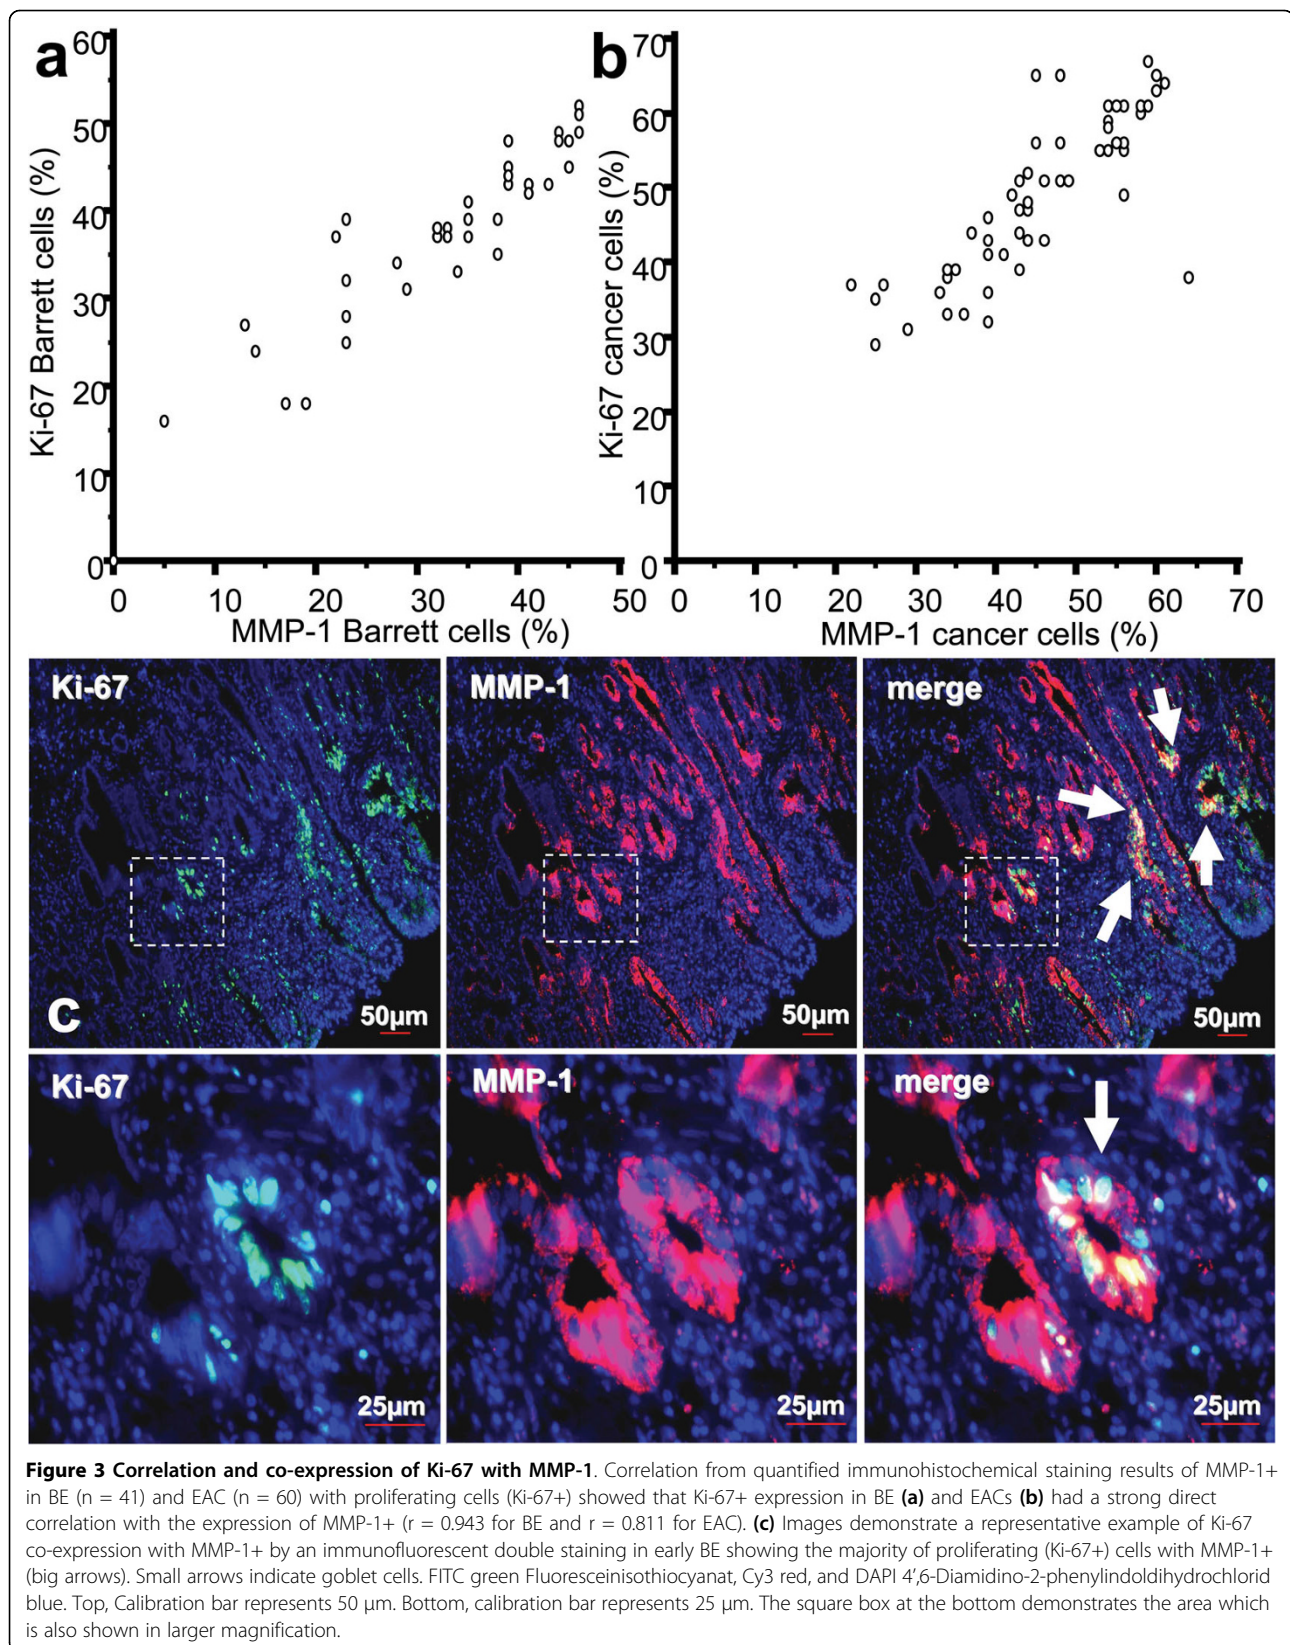 a
60
50
40
30
20
10
0
Ki-67 Barrett cells (%)
0 10 20 30 40 50
MMP-1 Barrett cells (%)
b
70
60
50
40
30
20
10
0
Ki-67 cancer cells (%)
0 10 20 30 40 50 60 70
MMP-1 cancer cells (%)
Ki-67
MMP-1
merge
c
50µm
50µm
50µm
Ki-67
MMP-1
merge
25µm
25µm
25µm
Figure 3 Correlation and co-expression of Ki-67 with MMP-1. Correlation from quantified immunohistochemical staining results of MMP-1+
in BE (n = 41) and EAC (n = 60) with proliferating cells (Ki-67+) showed that Ki-67+ expression in BE (a) and EACs (b) had a strong direct
correlation with the expression of MMP-1+ (r = 0.943 for BE and r = 0.811 for EAC). (c) Images demonstrate a representative example of Ki-67
co-expression with MMP-1+ by an immunofluorescent double staining in early BE showing the majority of proliferating (Ki-67+) cells with MMP-1+
(big arrows). Small arrows indicate goblet cells. FITC green Fluoresceinisothiocyanat, Cy3 red, and DAPI 4′,6-Diamidino-2-phenylindoldihydrochlorid
blue. Top, Calibration bar represents 50 μm. Bottom, calibration bar represents 25 μm. The square box at the bottom demonstrates the area which
is also shown in larger magnification.